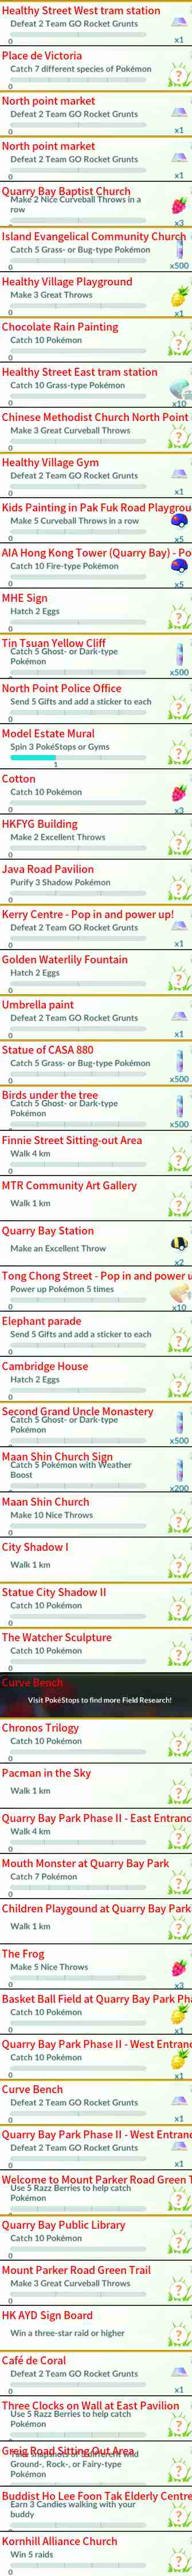 Healthy Street West tram station
Defeat 2 Team GO Rocket Grunts
0
x1
Place de Victoria
Catch 7 different species of Pokémon
0
North point market
Defeat 2 Team GO Rocket Grunts
0
x1
North point market
Defeat 2 Team GO Rocket Grunts
0
x1
Quarry Bay Baptist Church
Make 2 Nice Curveball Throws in a
row
0
x3
Island Evangelical Community Church
Catch 5 Grass- or Bug-type Pokémon
0
x500
Healthy Village Playground
Make 3 Great Throws
0
x1
Chocolate Rain Painting
Catch 10 Pokémon
0
x10
Healthy Street East tram station
Catch 10 Grass-type Pokémon
0
Chinese Methodist Church North Point
Make 3 Great Curveball Throws
0
Healthy Village Gym
Defeat 2 Team GO Rocket Grunts
0
x1
Kids Painting in Pak Fuk Road Playgrou
Make 5 Curveball Throws in a row
0
x5
AIA Hong Kong Tower (Quarry Bay) - Po
Catch 10 Fire-type Pokémon
0
x5
MHE Sign
Hatch 2 Eggs
0
Tin Tsuan Yellow Cliff
Catch 5 Ghost- or Dark-type
Pokémon
0
x500
North Point Police Office
Send 5 Gifts and add a sticker to each
0
Model Estate Mural
Spin 3 PokéStops or Gyms
1
Cotton
Catch 10 Pokémon
0
x3
HKFYG Building
Make 2 Excellent Throws
0
Java Road Pavilion
Purify 3 Shadow Pokémon
0
Kerry Centre - Pop in and power up!
Defeat 2 Team GO Rocket Grunts
0
x1
Golden Waterlily Fountain
Hatch 2 Eggs
0
Umbrella paint
Defeat 2 Team GO Rocket Grunts
0
x1
Statue of CASA 880
Catch 5 Grass- or Bug-type Pokémon
0
x500
Birds under the tree
Catch 5 Ghost- or Dark-type
Pokémon
0
x500
Finnie Street Sitting-out Area
Walk 4 km
0
MTR Community Art Gallery
Walk 1 km
Quarry Bay Station
Make an Excellent Throw
x2
Tong Chong Street - Pop in and power u
Power up Pokémon 5 times
0
x10
Elephant parade
Send 5 Gifts and add a sticker to each
0
Cambridge House
Hatch 2 Eggs
0
Second Grand Uncle Monastery
Catch 5 Ghost- or Dark-type
Pokémon
0
x500
Maan Shin Church Sign
Catch 5 Pokémon with Weather
Boost
0
x200
Maan Shin Church
Make 10 Nice Throws
0
City Shadow I
Walk 1 km
Statue City Shadow II
Catch 10 Pokémon
0
The Watcher Sculpture
Catch 10 Pokémon
0
Curve Bench
Visit PokéStops to find more Field Research!
Chronos Trilogy
Catch 10 Pokémon
0
Pacman in the Sky
Walk 1 km
Quarry Bay Park Phase II - East Entranc
Walk 4 km
0
Mouth Monster at Quarry Bay Park
Catch 7 Pokémon
0
Children Playgound at Quarry Bay Park
Walk 1 km
The Frog
Make 5 Nice Throws
0
x3
Basket Ball Field at Quarry Bay Park Pha
Catch 10 Pokémon
0
x1
Quarry Bay Park Phase II - West Entranc
Catch 10 Pokémon
0
x1
Curve Bench
Defeat 2 Team GO Rocket Grunts
0
x1
Quarry Bay Park Phase II - West Entranc
Defeat 2 Team GO Rocket Grunts
0
x1
Welcome to Mount Parker Road Green T
Use 5 Razz Berries to help catch
Pokémon
0
Quarry Bay Public Library
Catch 10 Pokémon
0
Mount Parker Road Green Trail
Make 3 Great Curveball Throws
0
HK AYD Sign Board
Win a three-star raid or higher
Café de Coral
Defeat 2 Team GO Rocket Grunts
0
x1
Three Clocks on Wall at East Pavilion
Use 5 Razz Berries to help catch
Pokémon
0
Greig Road Sitting Out Area
Take snapshots of 3 different wild
Ground-, Rock-, or Fairy-type
Pokémon
0
Buddhist Ho Lee Foon Tak Elderly Centre
Earn 3 Candies walking with your
buddy
0
Kornhill Alliance Church
Win 5 raids
0